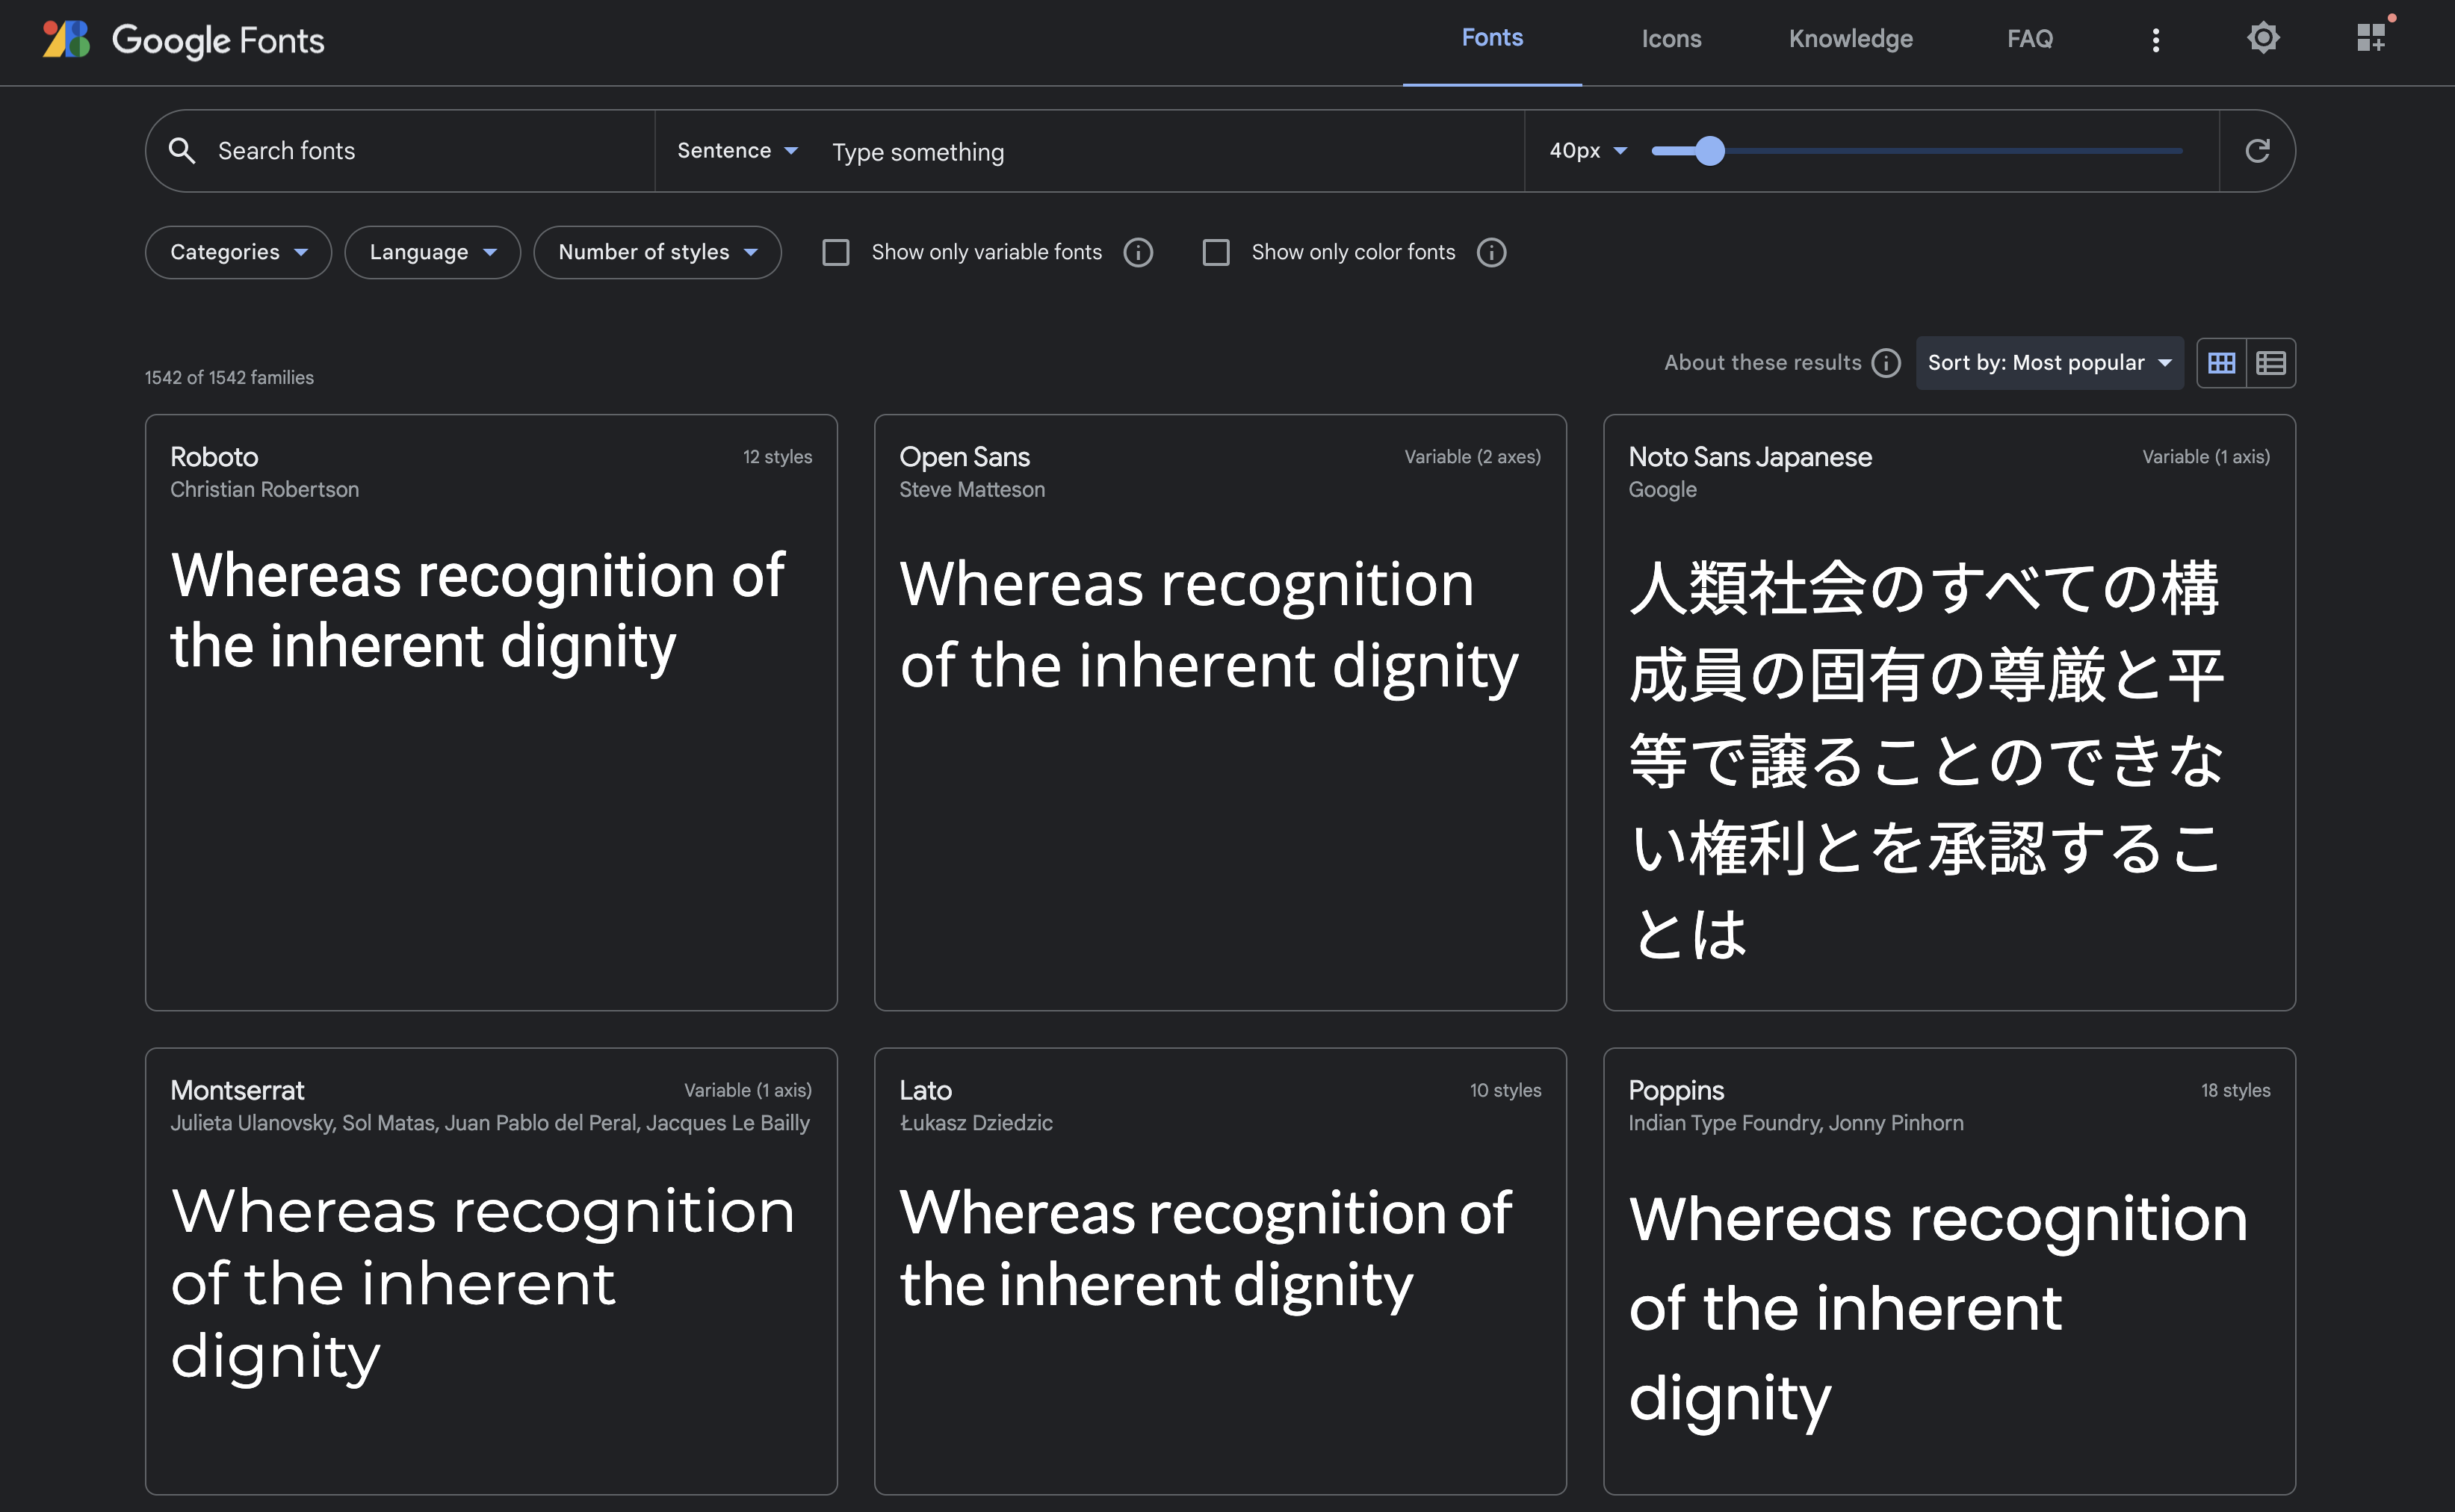 Google Fonts
Fonts
Icons
Knowledge
FAQ
Search fonts
Sentence
Type something
40px
Categories
Language
Number of styles
Show only variable fonts
Show only color fonts
1542 of 1542 families
About these results
Sort by: Most popular
Roboto
12 styles
Christian Robertson
Whereas recognition of
the inherent dignity
Open Sans
Variable (2 axes)
Steve Matteson
Whereas recognition
of the inherent dignity
Noto Sans Japanese
Variable (1 axis)
Google
人類社会のすべての構
成員の固有の尊厳と平
等で譲ることのできな
い権利とを承認するこ
とは
Montserrat
Variable (1 axis)
Julieta Ulanovsky, Sol Matas, Juan Pablo del Peral, Jacques Le Bailly
Whereas recognition
of the inherent
dignity
Lato
10 styles
Łukasz Dziedzic
Whereas recognition of
the inherent dignity
Poppins
18 styles
Indian Type Foundry, Jonny Pinhorn
Whereas recognition
of the inherent
dignity